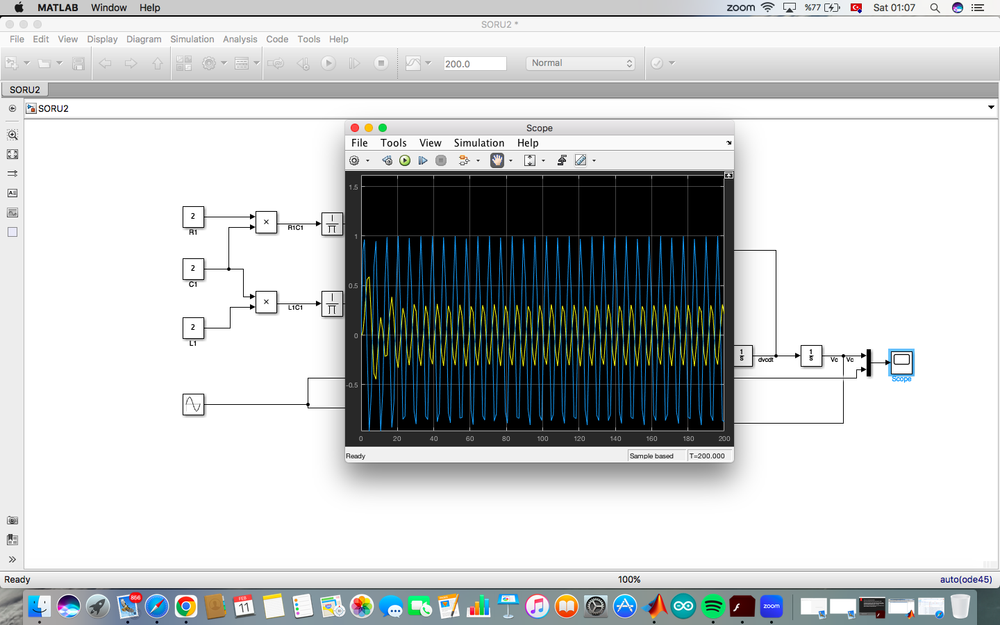 MATLAB Window Help zoom %77 Sat 01:07
SORU2 *
File Edit View Display Diagram Simulation Analysis Code Tools Help
200.0 Normal
SORU2
SORU2
Scope
File Tools View Simulation Help
1.5
1
0.5
0
-0.5
0 20 40 60 80 100 120 140 160 180 200
Ready Sample based T=200.000
2
R1
×
R1C1
1
∏
2
C1
×
L1C1
1
∏
2
L1
1
s
dvcdt
1
s
Vc Vc
Scope
Ready 100% auto(ode45)
866
FEB
11
zoom